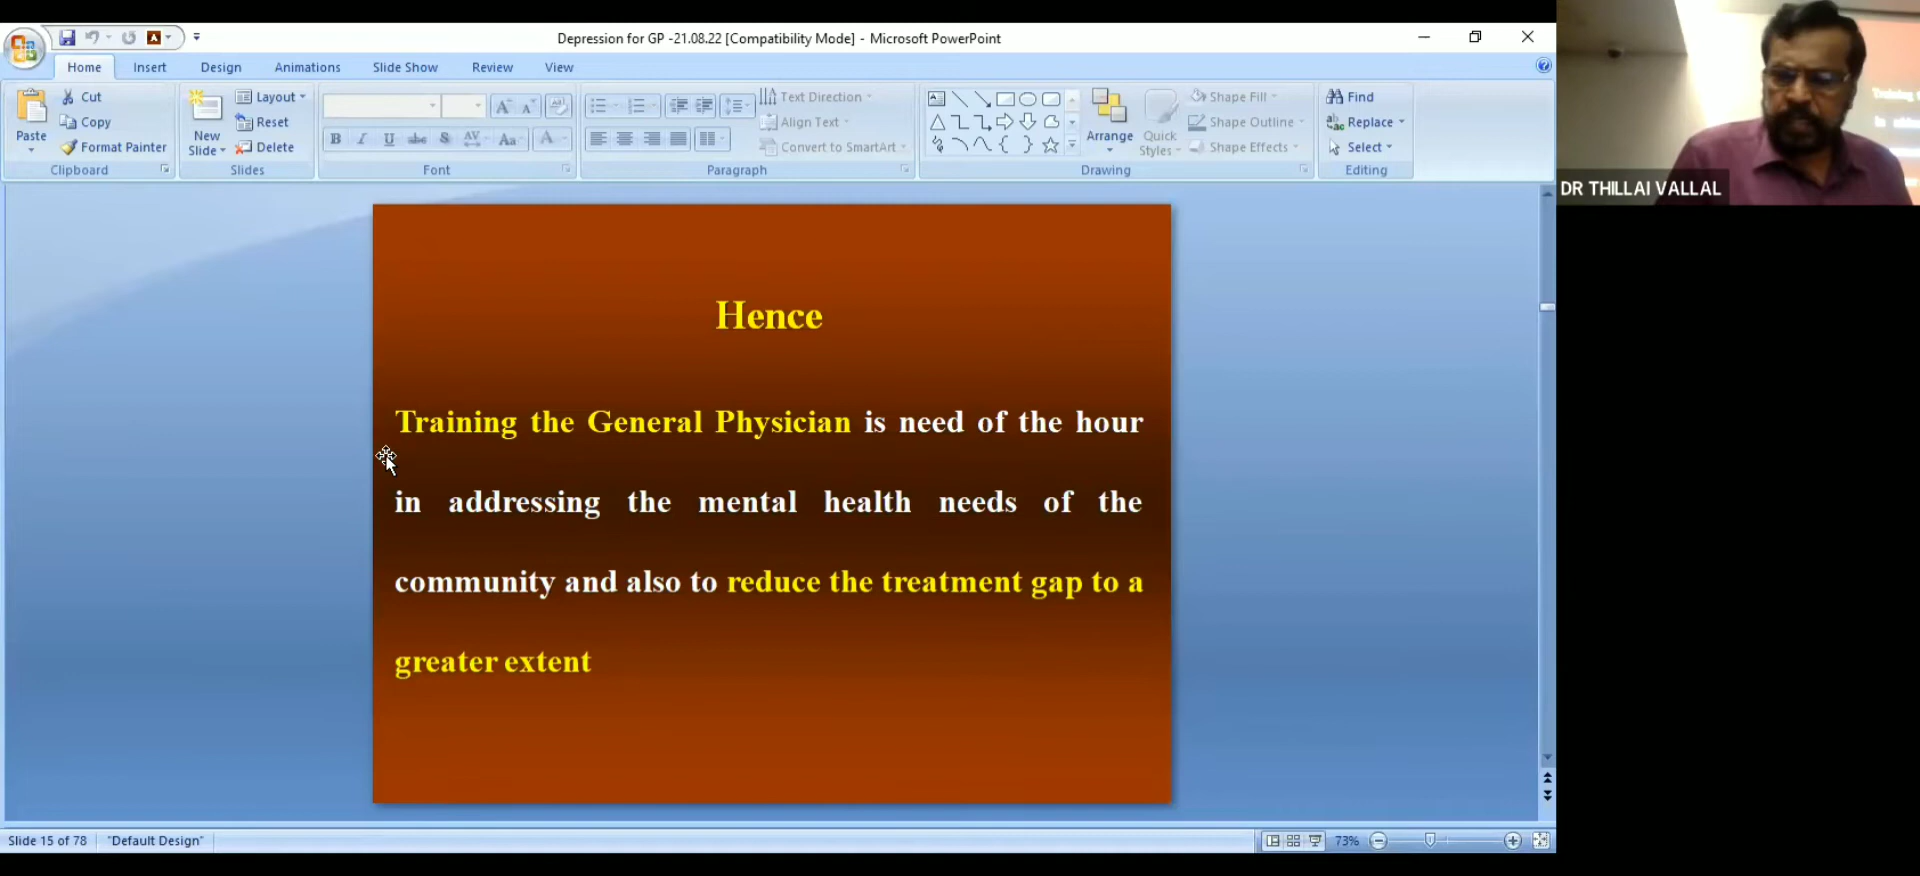 Depression for GP -21.08.22 [Compatibility Mode] - Microsoft PowerPoint
Home Insert Design Animations Slide Show Review View
Paste
Cut
Copy
Format Painter
Clipboard
New Slide
Layout
Reset
Delete
Slides
B I U abc S AV Aa A
Font
Text Direction
Align Text
Convert to SmartArt
Paragraph
Arrange
Quick Styles
Shape Fill
Shape Outline
Shape Effects
Drawing
Find
Replace
Select
Editing
DR THILLAI VALLAL
Hence
Training the General Physician is need of the hour
in addressing the mental health needs of the
community and also to reduce the treatment gap to a
greater extent
Slide 15 of 78 "Default Design" 73%